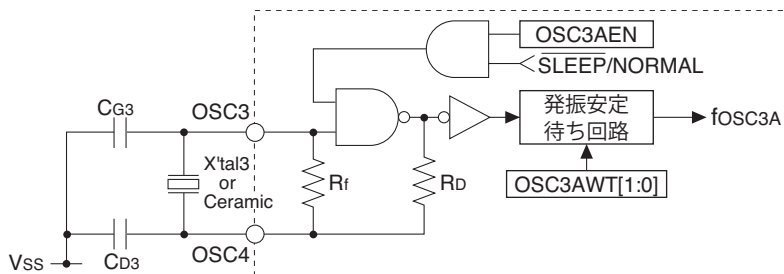 OSC3AEN
SLEEP/NORMAL
CG3
OSC3
発振安定
待ち回路
fOSC3A
X'tal3
or
Ceramic
Rf
RD
OSC3AWT[1:0]
OSC4
VSS
CD3